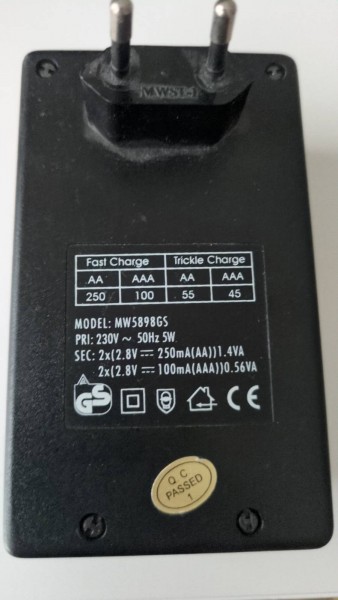 MWST-1
Fast Charge Trickle Charge
AA AAA AA AAA
250 100 55 45
MODEL: MW5898GS
PRI: 230V ~ 50Hz 5W
SEC: 2x(2.8V ⎓ 250mA(AA))1.4VA
2x(2.8V ⎓ 100mA(AAA))0.56VA
GS CE
Q C
PASSED
1